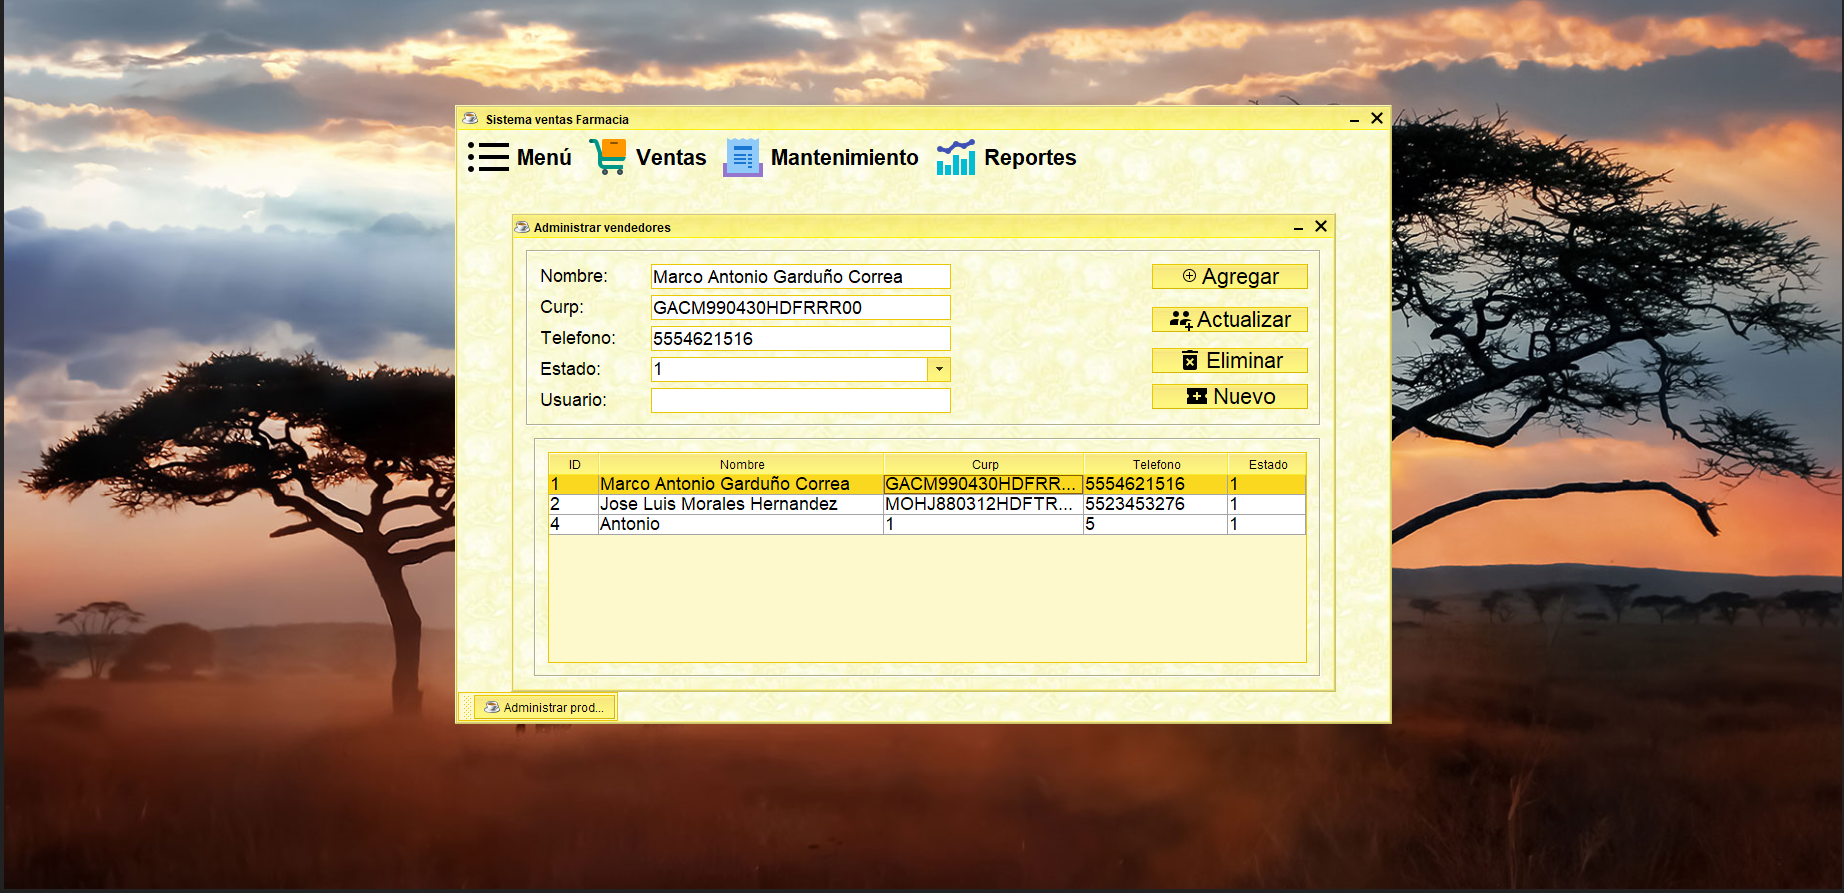 Sistema ventas Farmacia
Menú Ventas Mantenimiento Reportes
Administrar vendedores
Nombre: Marco Antonio Garduño Correa
Curp: GACM990430HDFRRR00
Telefono: 5554621516
Estado: 1
Usuario:
Agregar
Actualizar
Eliminar
Nuevo
ID Nombre Curp Telefono Estado
1 Marco Antonio Garduño Correa GACM990430HDFRR... 5554621516 1
2 Jose Luis Morales Hernandez MOHJ880312HDFTR... 5523453276 1
4 Antonio 1 5 1
Administrar prod...